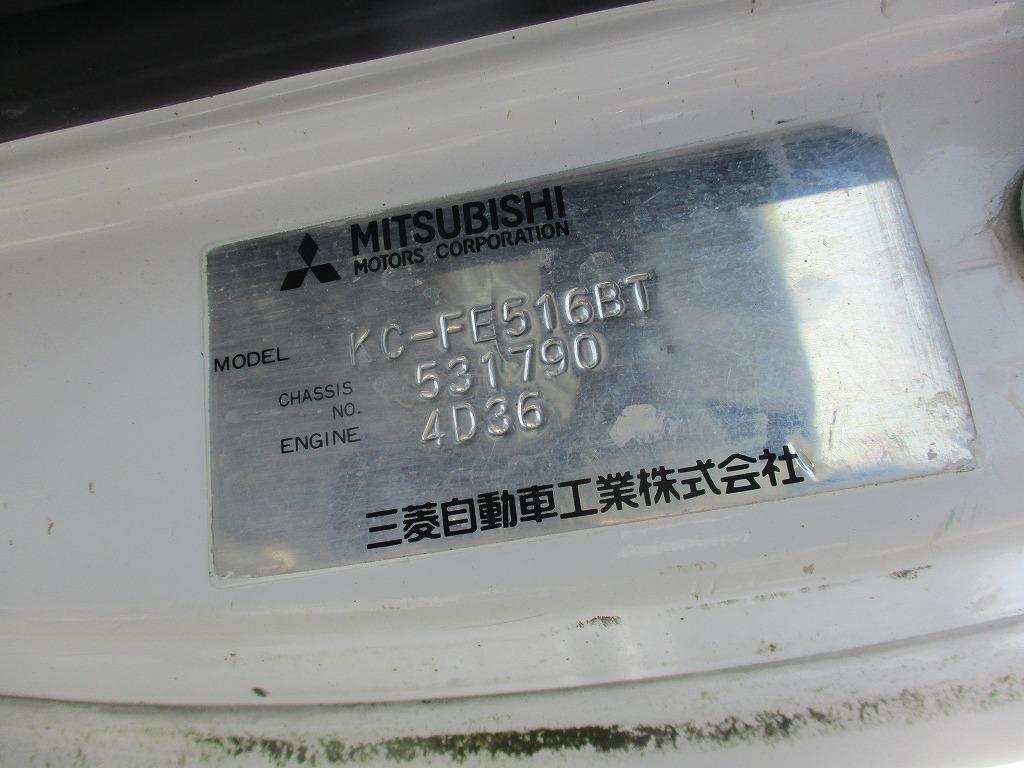 MITSUBISHI
MOTORS CORPORATION
MODEL KC-FE516BT
CHASSIS NO. 531790
ENGINE 4D36
三菱自動車工業株式会社